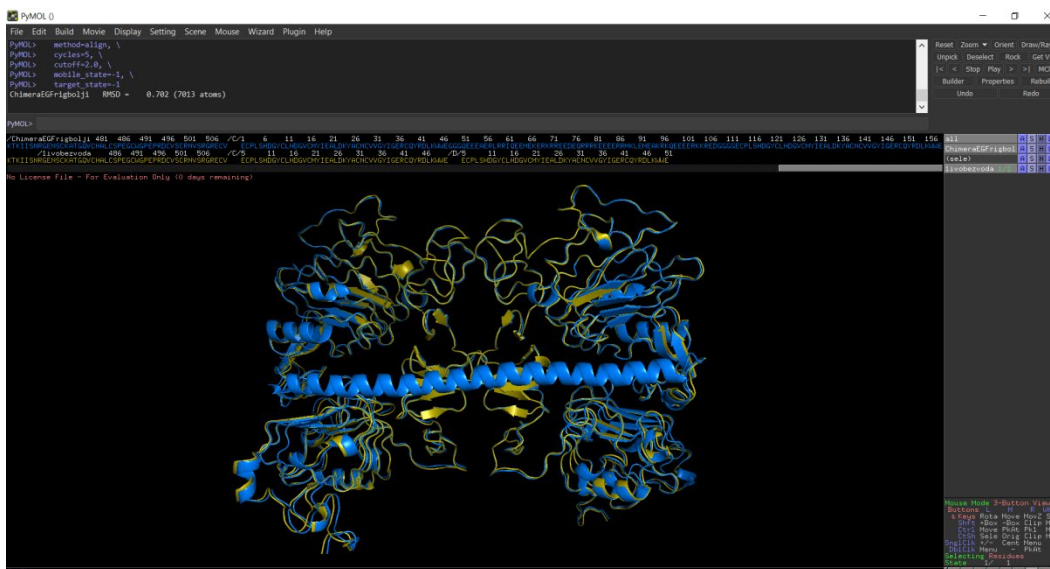 PyMOL ()
File Edit Build Movie Display Setting Scene Mouse Wizard Plugin Help
PyMOL> method=align, \
PyMOL> cycles=5, \
PyMOL> cutoff=2.0, \
PyMOL> mobile_state=-1, \
PyMOL> target_state=-1
ChimeraEGFrigbolji RMSD = 0.702 (7013 atoms)
Reset Zoom Orient Draw/Ra
Unpick Deselect Rock Get V
|< < Stop Play > >| MC
Builder Properties Rebuil
Undo Redo
PyMOL>
/ChimeraEGFrigbolji 481 486 491 496 501 506 /C/1 6 11 16 21 26 31 36 41 46 51 56 61 66 71 76 81 86 91 96 101 106 111 116 121 126 131 136 141 146 151 156
/1ivobezvoda 486 491 496 501 506 /C/5 11 16 21 26 31 36 41 46 /D/5 11 16 21 26 31 36 41 46 51
all A S H
ChimeraEGFrigbol A S H
(sele) A S H
1ivobezvoda A S H
No License File - For Evaluation Only (0 days remaining)
Mouse Mode 3-Button View
Buttons L M R
& Keys Rota Move MovZ
Shft +Box -Box Clip
Ctrl Move PkAt Pk1
CtSh Sele Orig Clip
SnglClk +/- Cent Menu
DblClk Menu - PkAt
Selecting Residues
State 1/ 1